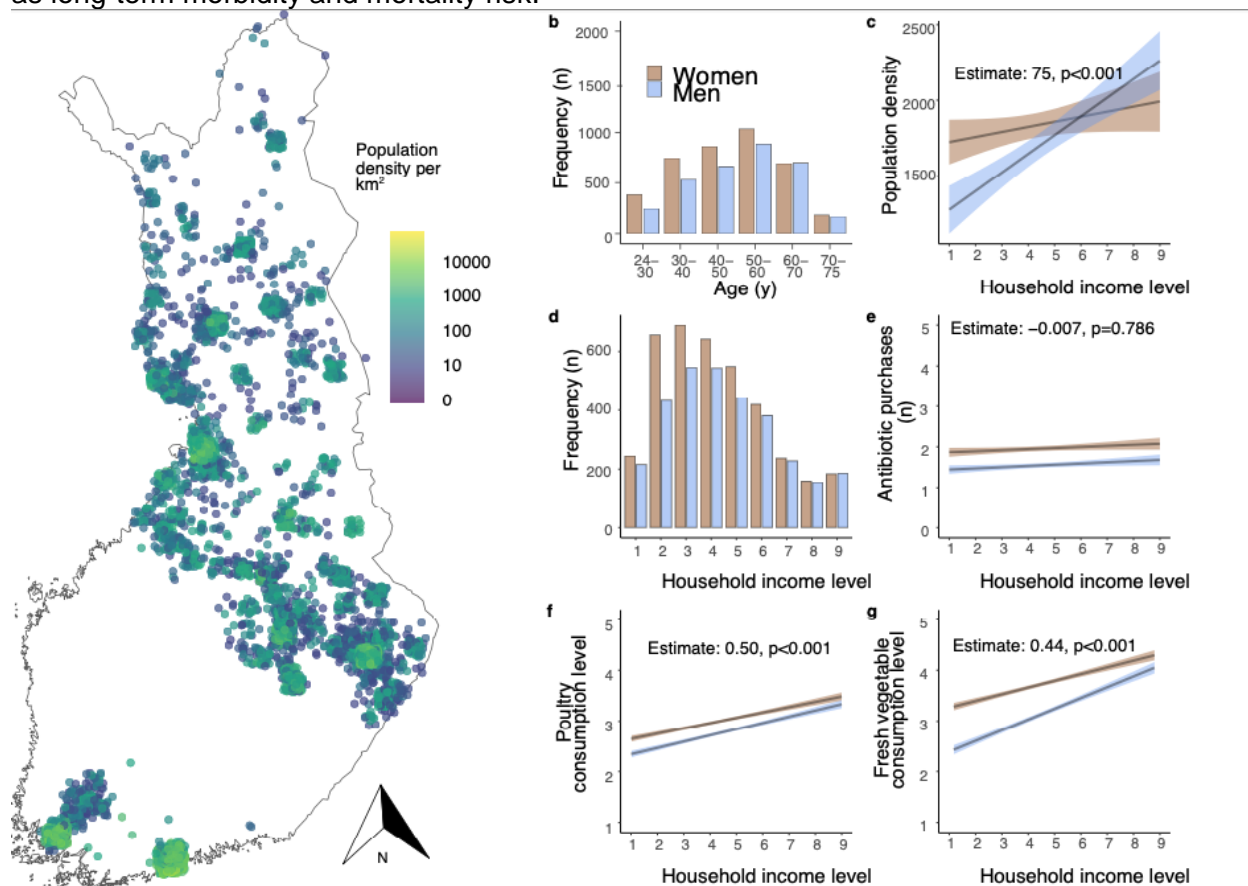 as long-term morbidity and mortality risk.
Population
density per
km²
10000
1000
100
10
0
N
b
2000
1500
1000
500
0
Frequency (n)
Women
Men
24–
30
30–
40
40–
50
50–
60
60–
70
70–
75
Age (y)
c
2500
2000
1500
Population density
Estimate: 75, p<0.001
1 2 3 4 5 6 7 8 9
Household income level
d
600
400
200
0
Frequency (n)
1 2 3 4 5 6 7 8 9
Household income level
e
5
4
3
2
1
0
Antibiotic purchases
(n)
Estimate: −0.007, p=0.786
1 2 3 4 5 6 7 8 9
Household income level
f
5
4
3
2
1
Poultry
consumption level
Estimate: 0.50, p<0.001
1 2 3 4 5 6 7 8 9
Household income level
g
5
4
3
2
1
Fresh vegetable
consumption level
Estimate: 0.44, p<0.001
1 2 3 4 5 6 7 8 9
Household income level